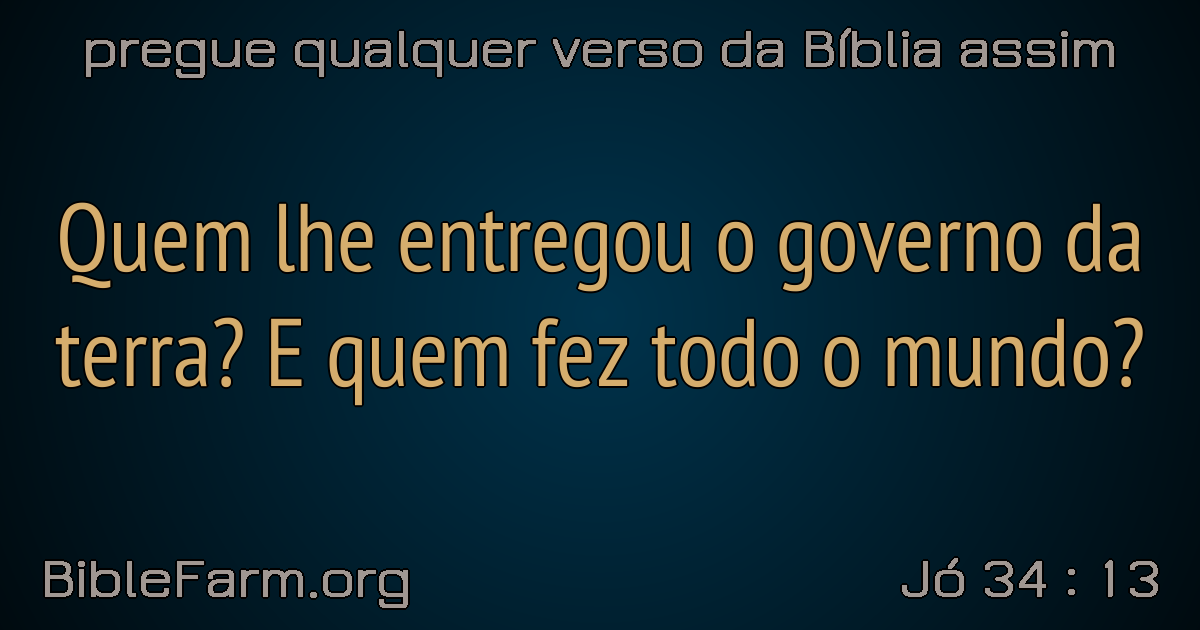 pregue qualquer verso da Bíblia assim
Quem lhe entregou o governo da
terra? E quem fez todo o mundo?
BibleFarm.org
Jó 34 : 13